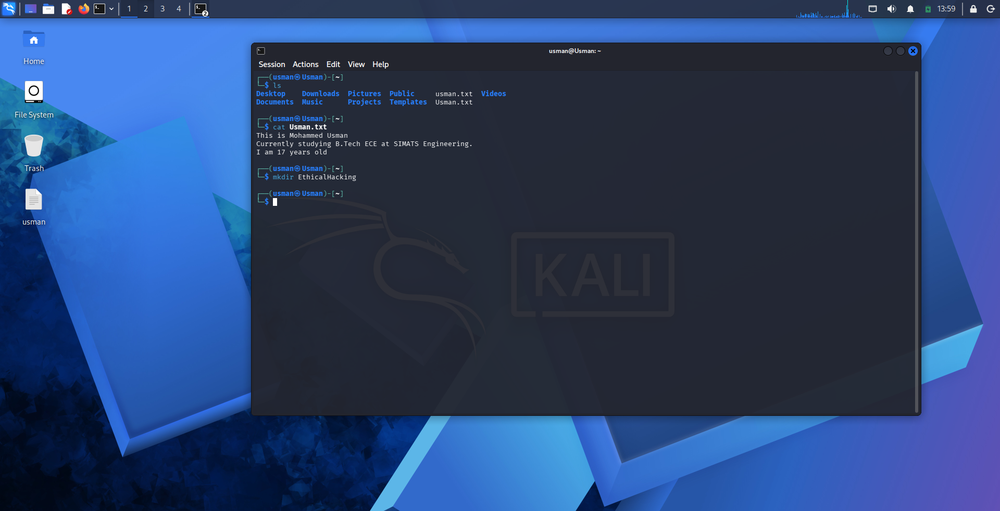 1 2 3 4 2 13:59
Home
File System
Trash
usman
usman@Usman: ~
Session Actions Edit View Help
┌──(usman㉿Usman)-[~]
└─$ ls
Desktop Downloads Pictures Public usman.txt Videos
Documents Music Projects Templates Usman.txt
┌──(usman㉿Usman)-[~]
└─$ cat Usman.txt
This is Mohammed Usman
Currently studying B.Tech ECE at SIMATS Engineering.
I am 17 years old
┌──(usman㉿Usman)-[~]
└─$ mkdir EthicalHacking
┌──(usman㉿Usman)-[~]
└─$
KALI